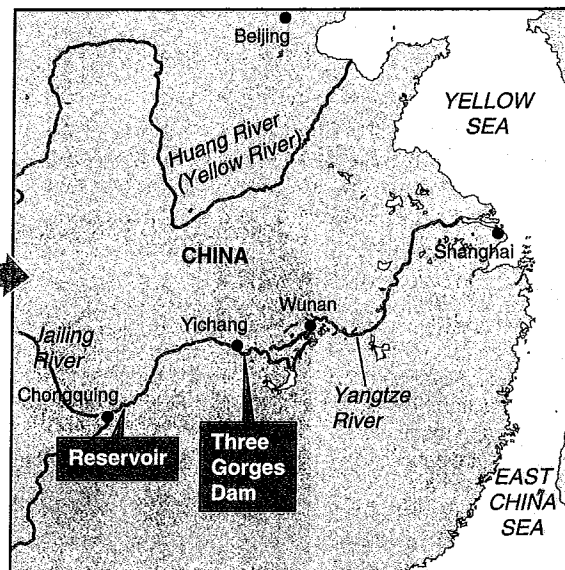 Beijing
YELLOW
SEA
Huang River
(Yellow River)
CHINA
Shanghai
Wunan
Yichang
Jailing
River
Chongquing
Yangtze
River
Reservoir
Three
Gorges
Dam
EAST
CHINA
SEA